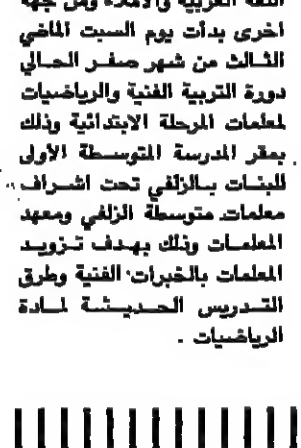 اللغة العربية والاملاء ومن جهة
اخرى بدأت يوم السبت الماضي
الثالث من شهر صفر الحالي
دورة التربية الفنية والرياضيات
لمعلمات المرحلة الابتدائية وذلك
بمقر المدرسة المتوسطة الأولى
للبنات بالزلفي تحت اشراف
معلمات متوسطة الزلفي ومعهد
المعلمات وذلك بهدف تزويد
المعلمات بالخبرات الفنية وطرق
التدريس الحديثة لمادة
الرياضيات .